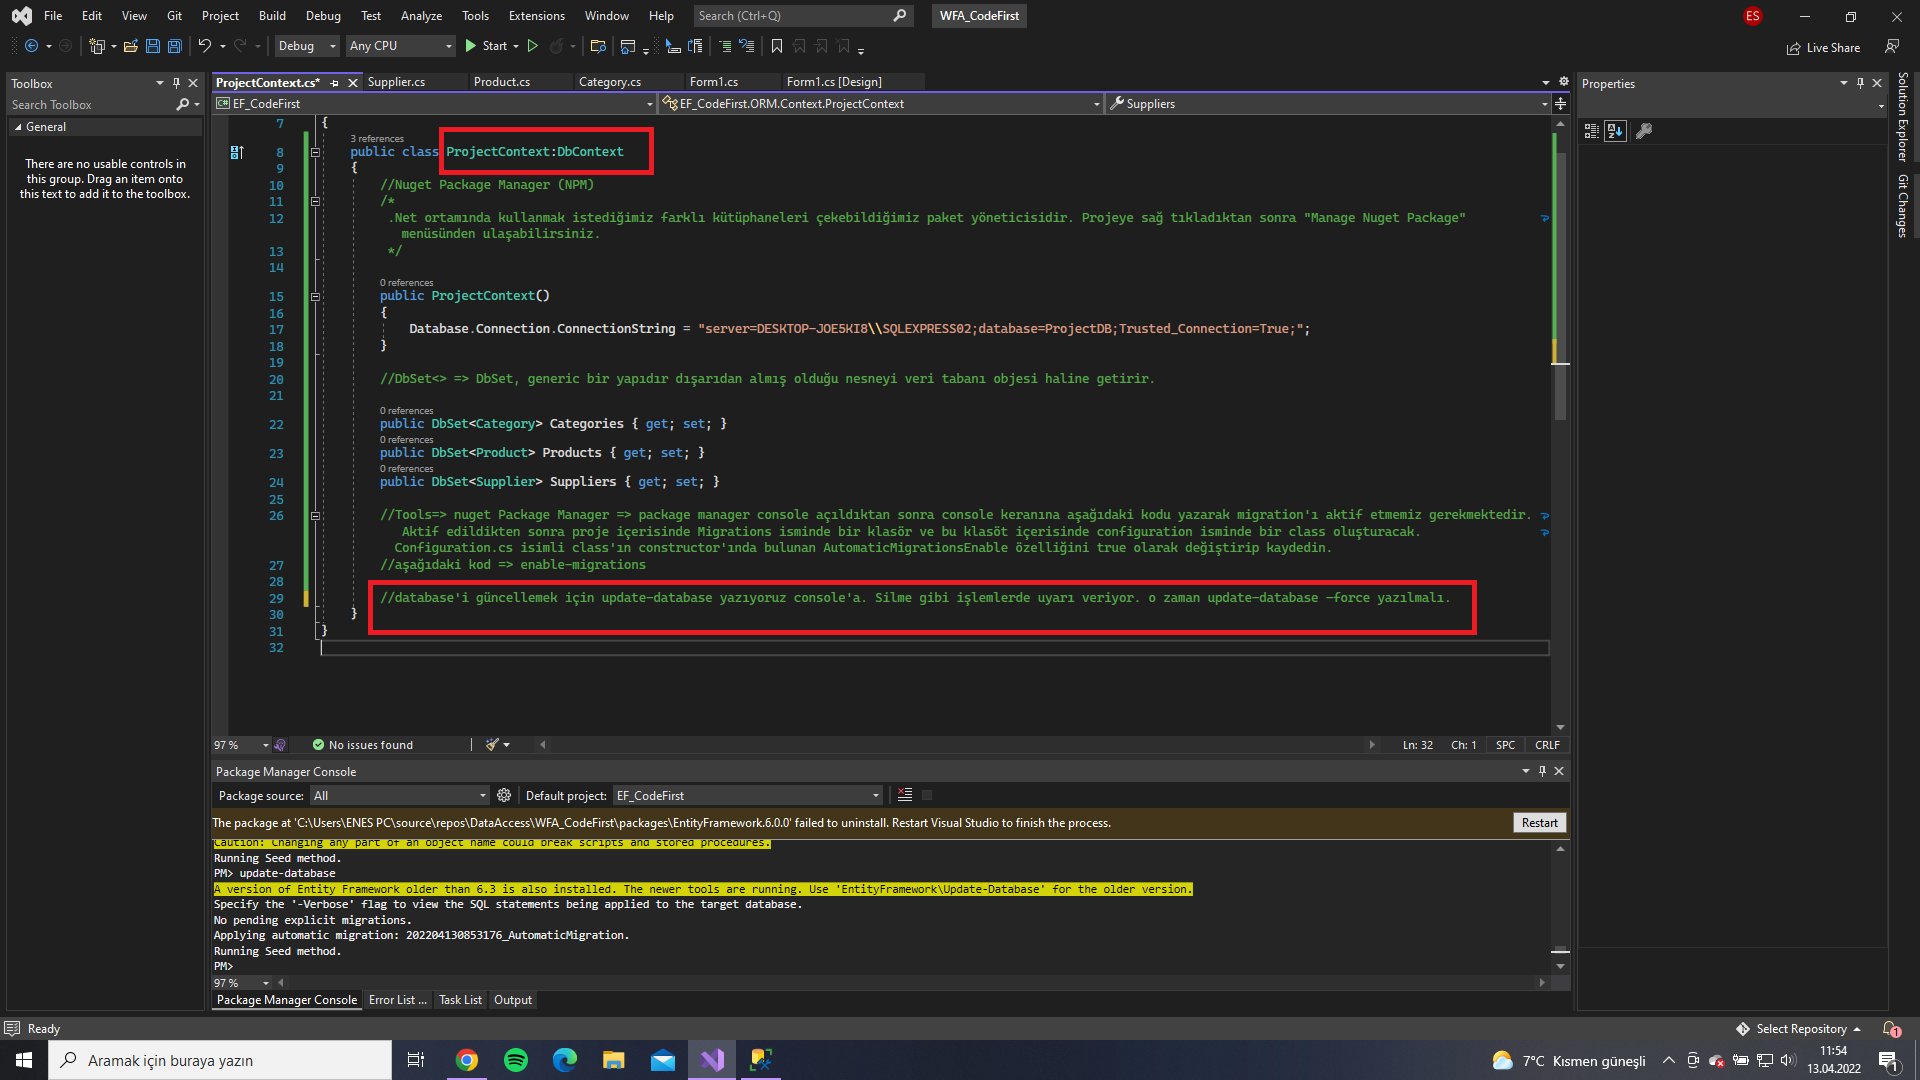 File Edit View Git Project Build Debug Test Analyze Tools Extensions Window Help Search (Ctrl+Q) WFA_CodeFirst ES
Debug Any CPU Start Live Share
Toolbox
Search Toolbox
General
There are no usable controls in
this group. Drag an item onto
this text to add it to the toolbox.
ProjectContext.cs* Supplier.cs Product.cs Category.cs Form1.cs Form1.cs [Design]
EF_CodeFirst EF_CodeFirst.ORM.Context.ProjectContext Suppliers
7 {
3 references
8 public class ProjectContext:DbContext
9 {
10 //Nuget Package Manager (NPM)
11 /*
12 .Net ortamında kullanmak istediğimiz farklı kütüphaneleri çekebildiğimiz paket yöneticisidir. Projeye sağ tıkladıktan sonra "Manage Nuget Package"
menüsünden ulaşabilirsiniz.
13 */
14
0 references
15 public ProjectContext()
16 {
17 Database.Connection.ConnectionString = "server=DESKTOP-JOE5KI8\\SQLEXPRESS02;database=ProjectDB;Trusted_Connection=True;";
18 }
19
20 //DbSet<> => DbSet, generic bir yapıdır dışarıdan almış olduğu nesneyi veri tabanı objesi haline getirir.
21
0 references
22 public DbSet<Category> Categories { get; set; }
0 references
23 public DbSet<Product> Products { get; set; }
0 references
24 public DbSet<Supplier> Suppliers { get; set; }
25
26 //Tools=> nuget Package Manager => package manager console açıldıktan sonra console keranına aşağıdaki kodu yazarak migration'ı aktif etmemiz gerekmektedir.
Aktif edildikten sonra proje içerisinde Migrations isminde bir klasör ve bu klasöt içerisinde configuration isminde bir class oluşturacak.
Configuration.cs isimli class'ın constructor'ında bulunan AutomaticMigrationsEnable özelliğini true olarak değiştirip kaydedin.
27 //aşağıdaki kod => enable-migrations
28
29 //database'i güncellemek için update-database yazıyoruz console'a. Silme gibi işlemlerde uyarı veriyor. o zaman update-database –force yazılmalı.
30 }
31 }
32
97 % No issues found Ln: 32 Ch: 1 SPC CRLF
Package Manager Console
Package source: All Default project: EF_CodeFirst
The package at 'C:\Users\ENES PC\source\repos\DataAccess\WFA_CodeFirst\packages\EntityFramework.6.0.0' failed to uninstall. Restart Visual Studio to finish the process. Restart
Caution: Changing any part of an object name could break scripts and stored procedures.
Running Seed method.
PM> update-database
A version of Entity Framework older than 6.3 is also installed. The newer tools are running. Use 'EntityFramework\Update-Database' for the older version.
Specify the '-Verbose' flag to view the SQL statements being applied to the target database.
No pending explicit migrations.
Applying automatic migration: 202204130853176_AutomaticMigration.
Running Seed method.
PM>
97 %
Package Manager Console Error List ... Task List Output
Properties
Solution Explorer
Git Changes
Ready Select Repository 1
Aramak için buraya yazın 7°C Kısmen güneşli 11:54
13.04.2022
1